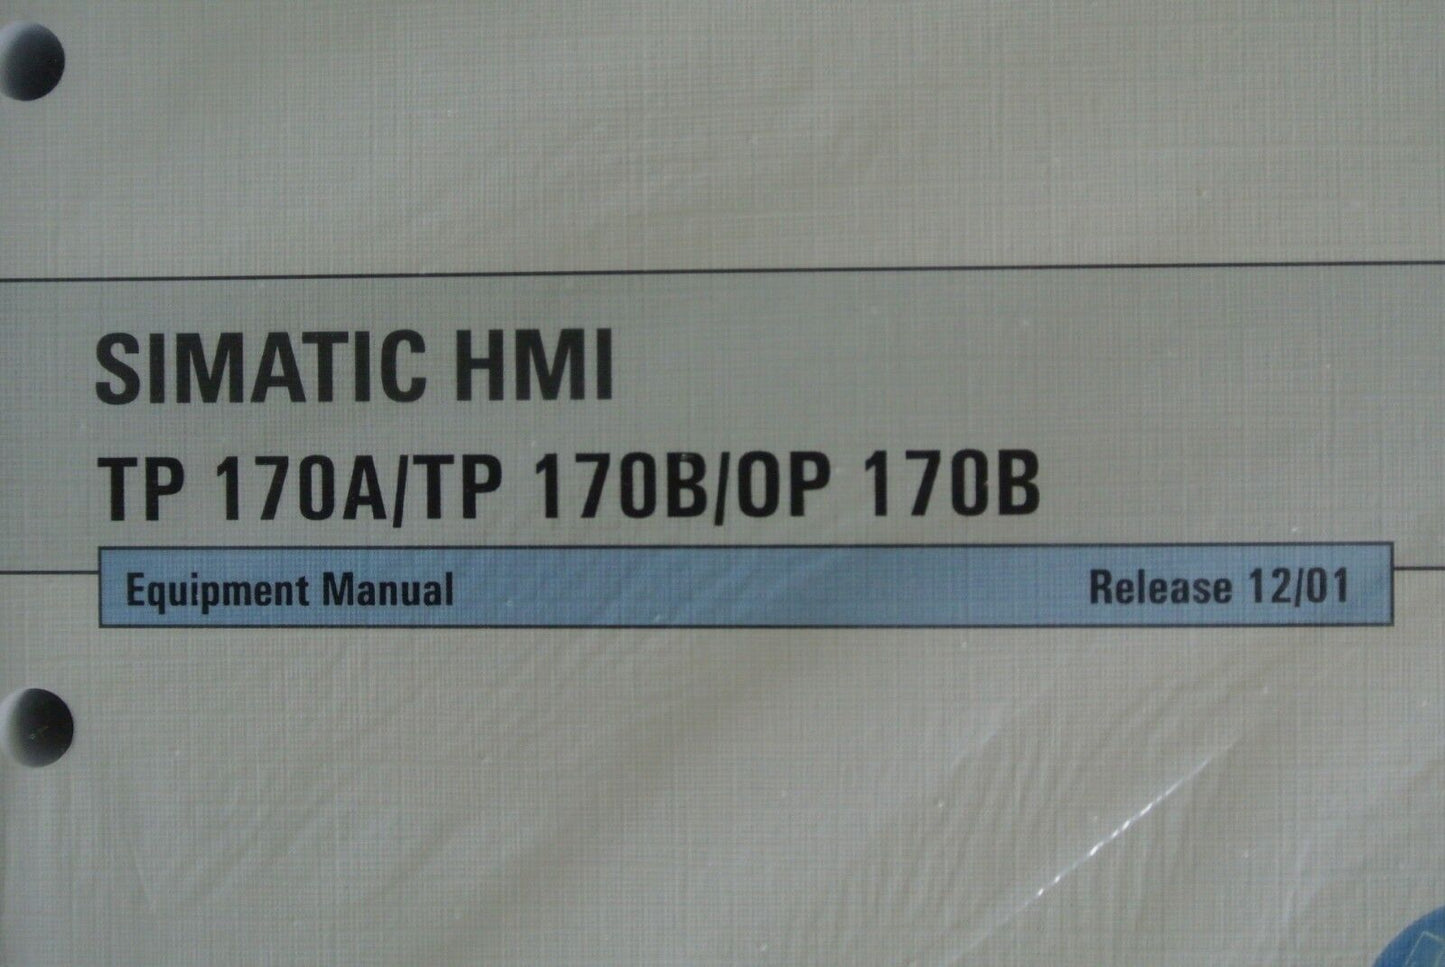 SIMATIC HMI
TP 170A/TP 170B/OP 170B
Equipment Manual Release 12/01